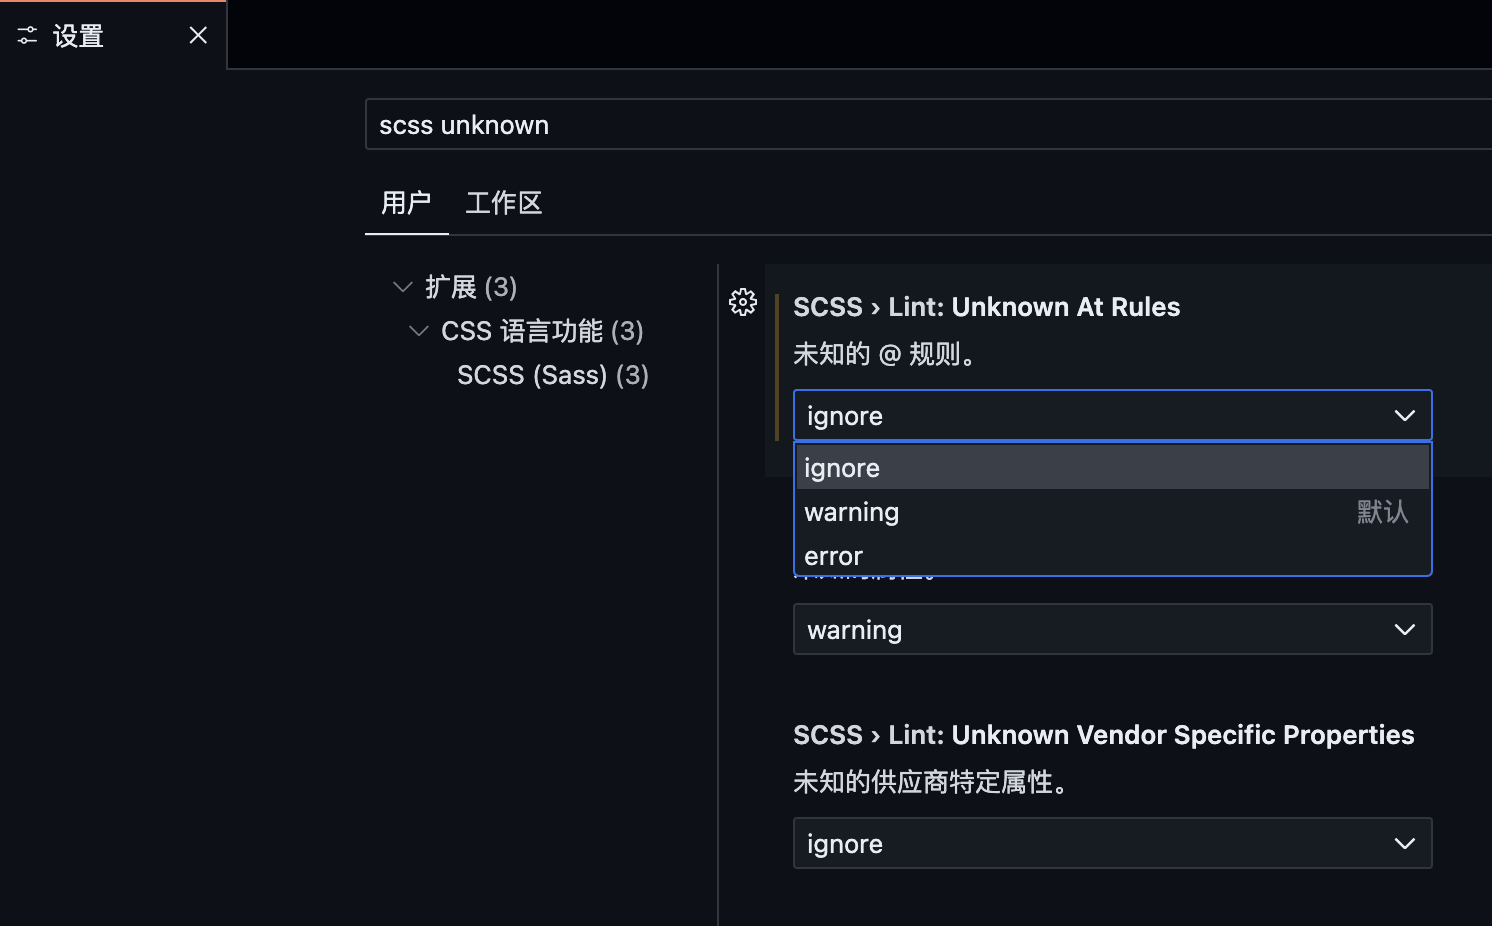 设置
scss unknown
用户 工作区
扩展 (3)
CSS 语言功能 (3)
SCSS (Sass) (3)
SCSS › Lint: Unknown At Rules
未知的 @ 规则。
ignore
ignore
warning 默认
error
warning
SCSS › Lint: Unknown Vendor Specific Properties
未知的供应商特定属性。
ignore